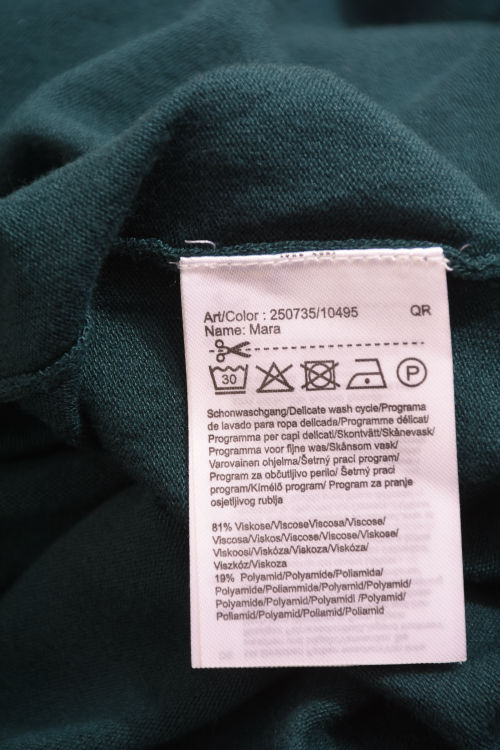 Art/Color : 250735/10495 QR
Name: Mara
30 P
Schonwaschgang/Delicate wash cycle/Programa
de lavado para ropa delicada/Programme délicat/
Programma per capi delicati/Skontvätt/Skånevask/
Programma voor fijne was/Skånsom vask/
Varovainen ohjelma/Šetrný prací program/
Program za občutljivo perilo/ Šetrný prací
program/Kímélő program/ Program za pranje
osjetljivog rublja
81% Viskose/ViscoseViscosa/Viscose/
Viscosa/Viskos/Viscose/Viscose/Viskose/
Viskoosi/Viskóza/Viskoza/Viskóza/
Viszkóz/Viskoza
19% Polyamid/Polyamide/Poliamida/
Polyamide/Poliammide/Polyamid/Polyamid/
Polyamide/Polyamid/Polyamidi /Polyamid/
Poliamid/Polyamid/Poliamid/Poliamid